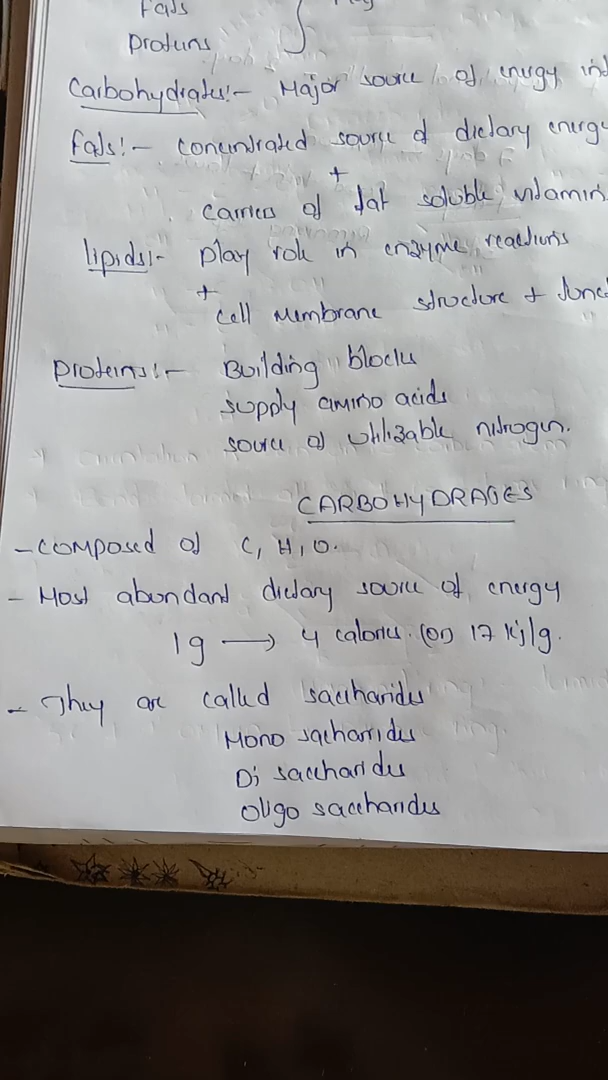 Fats
Proteins
Carbohydrates:- Major source of energy in
Fats:- Concentrated source of dietary energy
+
Carries of fat soluble vitamin
lipids:- Play role in enzyme reactions
+
Cell membrane structure + func
Proteins:- Building blocks
supply amino acids
source of utilizable nitrogen.
CARBOHYDRAGES
- composed of C, H, O.
- Most abundant dietary source of energy
1g → 4 calories. (or) 17 kj/g.
- They are called saccharides
Mono saccharides
Di saccharides
Oligo saccharides